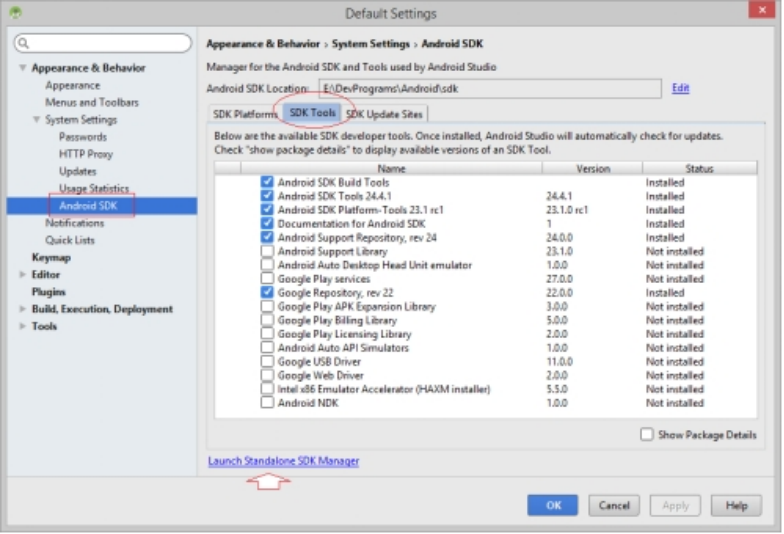 Default Settings
Appearance & Behavior › System Settings › Android SDK
Manager for the Android SDK and Tools used by Android Studio
Android SDK Location: E:\DevPrograms\Android\sdk Edit
SDK Platforms SDK Tools SDK Update Sites
Below are the available SDK developer tools. Once installed, Android Studio will automatically check for updates.
Check "show package details" to display available versions of an SDK Tool.
Name Version Status
Android SDK Build Tools Installed
Android SDK Tools 24.4.1 24.4.1 Installed
Android SDK Platform-Tools 23.1 rc1 23.1.0 rc1 Installed
Documentation for Android SDK 1 Installed
Android Support Repository, rev 24 24.0.0 Installed
Android Support Library 23.1.0 Not installed
Android Auto Desktop Head Unit emulator 1.0.0 Not installed
Google Play services 27.0.0 Not installed
Google Repository, rev 22 22.0.0 Installed
Google Play APK Expansion Library 3.0.0 Not installed
Google Play Billing Library 5.0.0 Not installed
Google Play Licensing Library 2.0.0 Not installed
Android Auto API Simulators 1.0.0 Not installed
Google USB Driver 11.0.0 Not installed
Google Web Driver 2.0.0 Not installed
Intel x86 Emulator Accelerator (HAXM installer) 5.5.0 Not installed
Android NDK 1.0.0 Not installed
Show Package Details
Launch Standalone SDK Manager
Appearance & Behavior
Appearance
Menus and Toolbars
System Settings
Passwords
HTTP Proxy
Updates
Usage Statistics
Android SDK
Notifications
Quick Lists
Keymap
Editor
Plugins
Build, Execution, Deployment
Tools
OK Cancel Apply Help